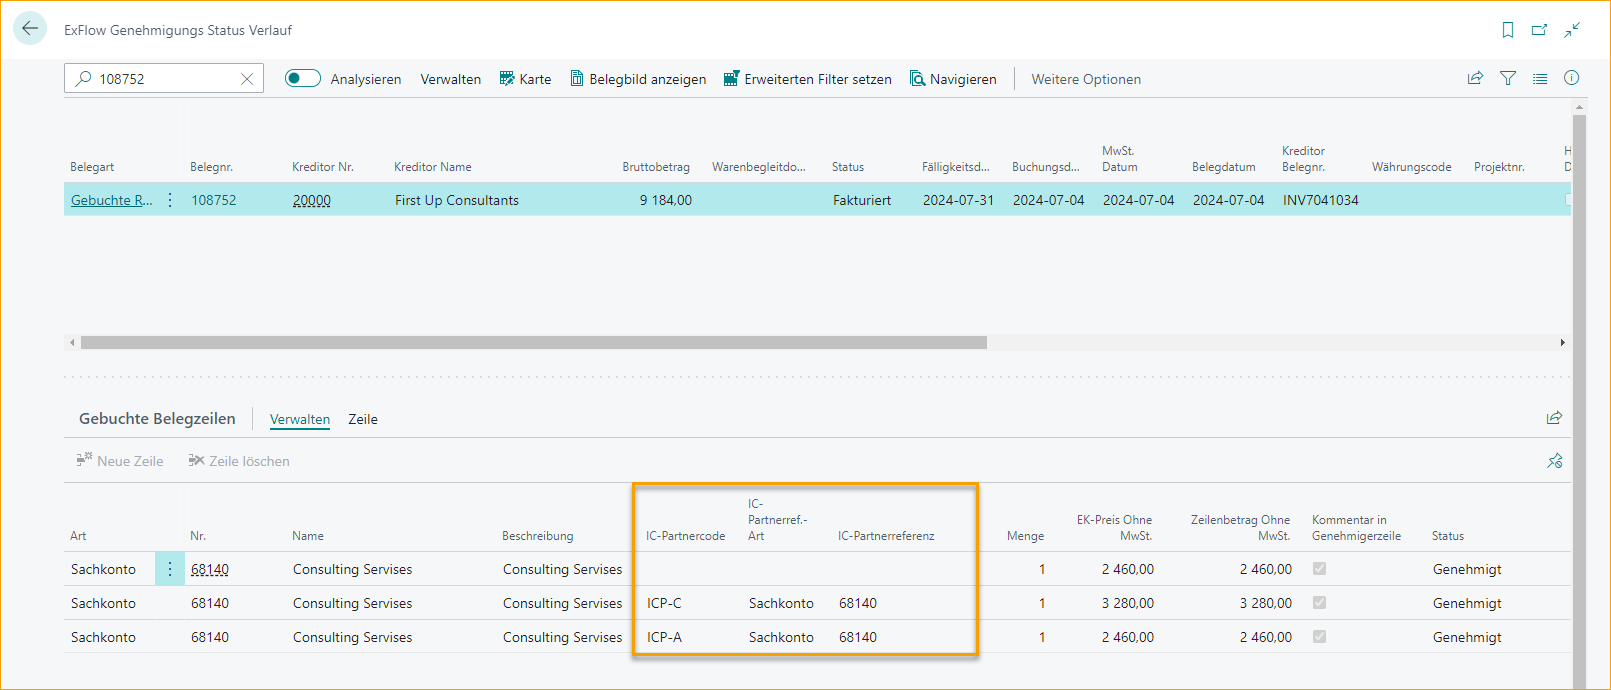 ExFlow Genehmigungs Status Verlauf
108752 Analysieren Verwalten Karte Belegbild anzeigen Erweiterten Filter setzen Navigieren Weitere Optionen
Belegart Belegnr. Kreditor Nr. Kreditor Name Bruttobetrag Warenbegleitdo... Status Fälligkeitsd... Buchungsd... MwSt. Datum Belegdatum Kreditor Belegnr. Währungscode Projektnr. H D
Gebuchte R... 108752 20000 First Up Consultants 9 184,00 Fakturiert 2024-07-31 2024-07-04 2024-07-04 2024-07-04 INV7041034
Gebuchte Belegzeilen Verwalten Zeile
Neue Zeile Zeile löschen
Art Nr. Name Beschreibung IC-Partnercode IC-Partnerref.-Art IC-Partnerreferenz Menge EK-Preis Ohne MwSt. Zeilenbetrag Ohne MwSt. Kommentar in Genehmigerzeile Status
Sachkonto 68140 Consulting Servises Consulting Servises 1 2 460,00 2 460,00 Genehmigt
Sachkonto 68140 Consulting Servises Consulting Servises ICP-C Sachkonto 68140 1 3 280,00 3 280,00 Genehmigt
Sachkonto 68140 Consulting Servises Consulting Servises ICP-A Sachkonto 68140 1 2 460,00 2 460,00 Genehmigt